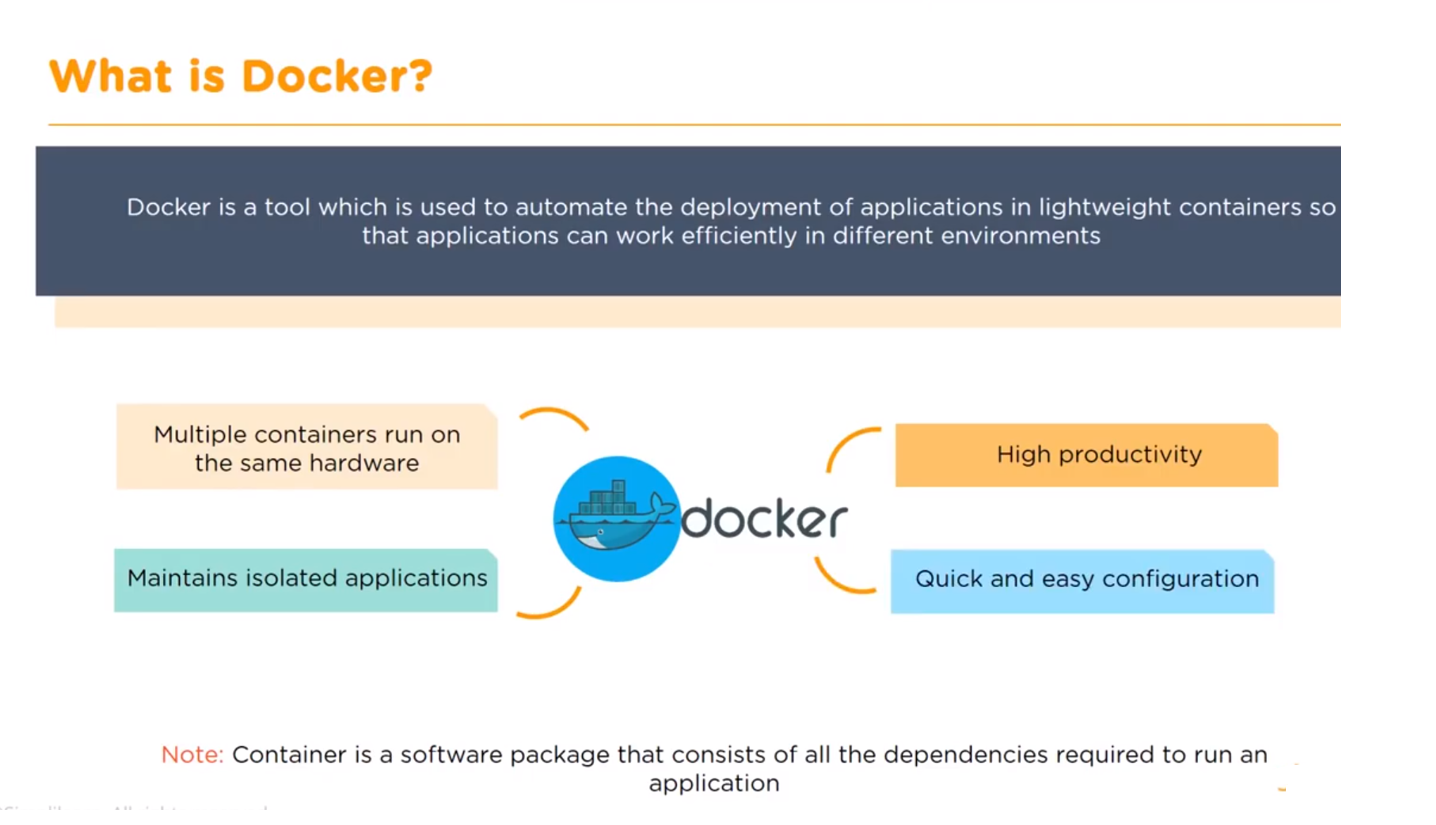 What is Docker?
Docker is a tool which is used to automate the deployment of applications in lightweight containers so
that applications can work efficiently in different environments
Multiple containers run on
the same hardware
High productivity
docker
Maintains isolated applications
Quick and easy configuration
Note: Container is a software package that consists of all the dependencies required to run an
application